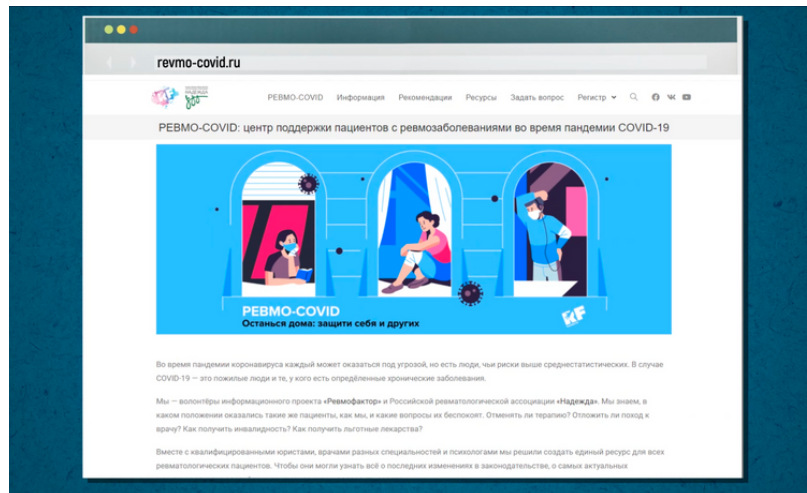 revmo-covid.ru
НАДЕЖДА
РЕВМО-COVID Информация Рекомендации Ресурсы Задать вопрос Регистр
РЕВМО-COVID: центр поддержки пациентов с ревмозаболеваниями во время пандемии COVID-19
РЕВМО-COVID
Останься дома: защити себя и других
Во время пандемии коронавируса каждый может оказаться под угрозой, но есть люди, чьи риски выше среднестатистических. В случае
COVID-19 — это пожилые люди и те, у кого есть определённые хронические заболевания.
Мы — волонтёры информационного проекта «Ревмофактор» и Российской ревматологической ассоциации «Надежда». Мы знаем, в
каком положении оказались такие же пациенты, как мы, и какие вопросы их беспокоят. Отменять ли терапию? Отложить ли поход к
врачу? Как получить инвалидность? Как получить льготные лекарства?
Вместе с квалифицированными юристами, врачами разных специальностей и психологами мы решили создать единый ресурс для всех
ревматологических пациентов. Чтобы они могли узнать всё о последних изменениях в законодательстве, о самых актуальных